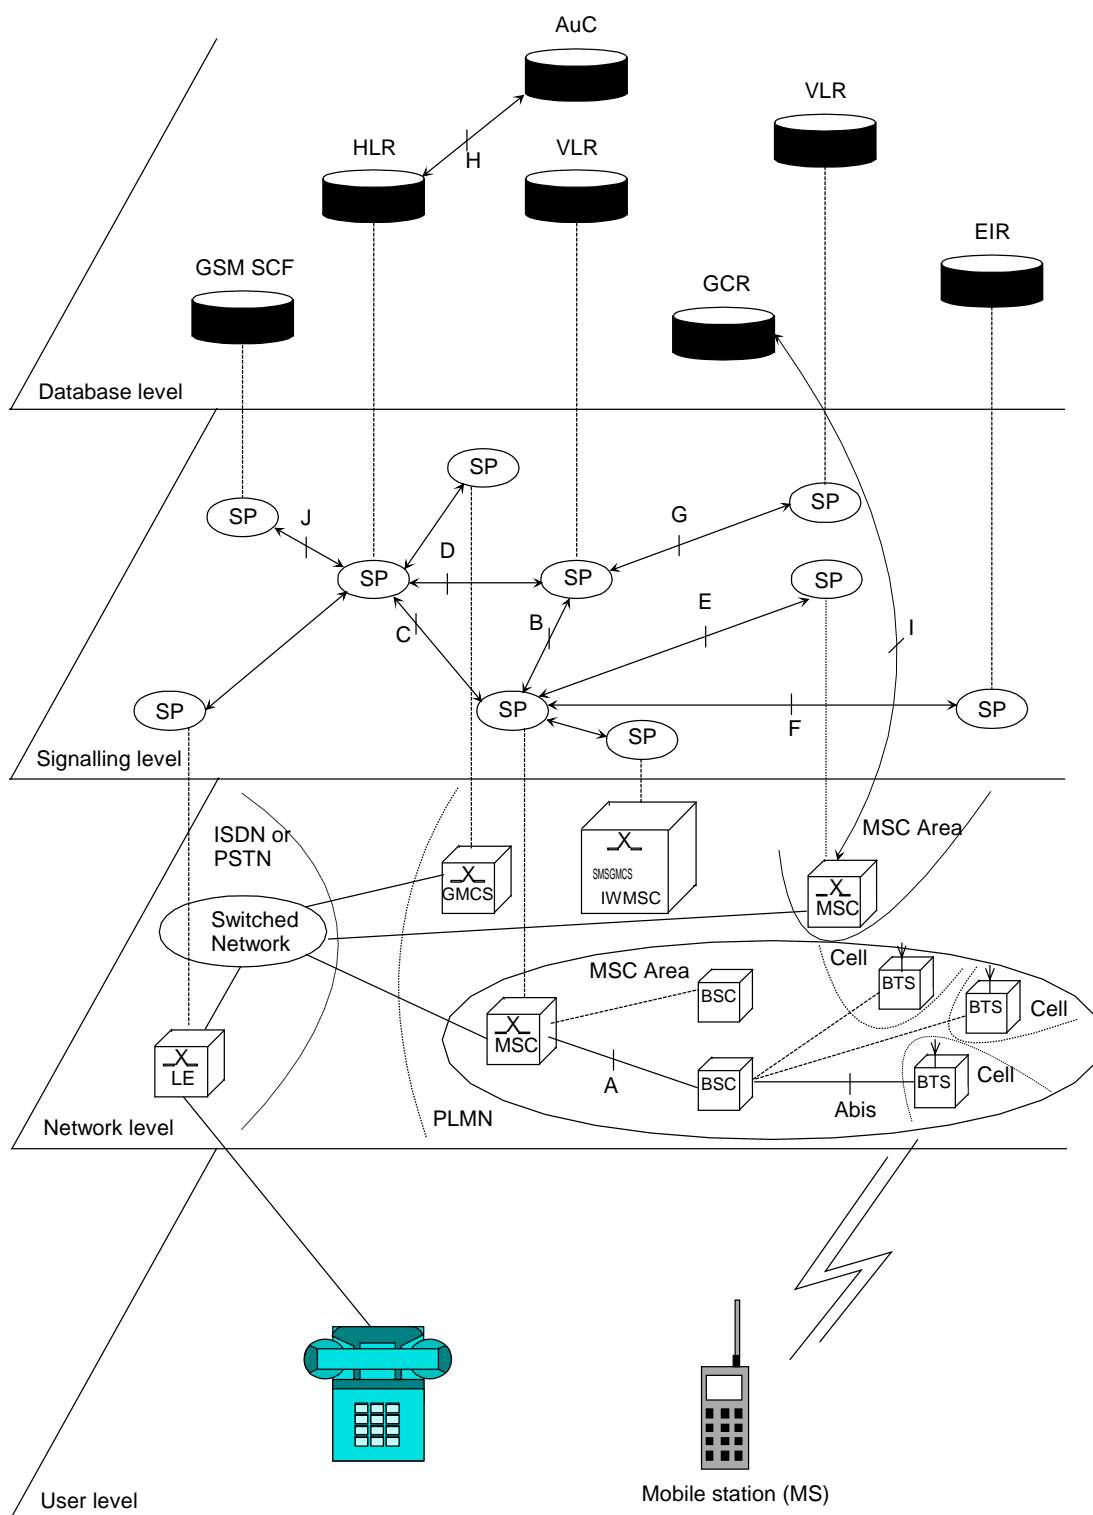 AuC
VLR
HLR
H
VLR
GSM SCF
GCR
EIR
Database level
SP
SP
J
G
SP
SP
D
SP
SP
E
C
B
I
SP
SP
F
SP
SP
Signalling level
ISDN or
PSTN
MSC Area
GMCS
SMSGMCS
IWMSC
MSC
Switched
Network
Cell
MSC Area
BTS
BSC
BTS
Cell
MSC
LE
A
BSC
BTS
Cell
Abis
PLMN
Network level
Mobile station (MS)
User level